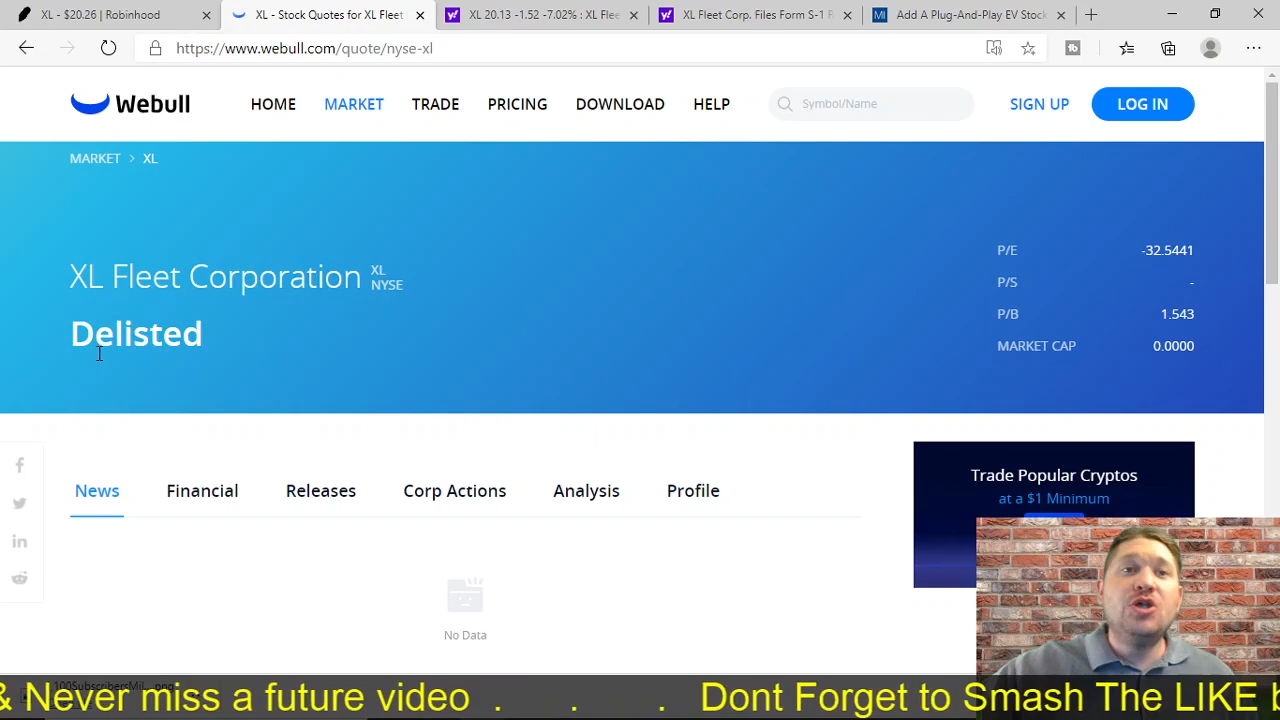 XL - $20.26 | Robinhood
XL - Stock Quotes for XL Fleet
XL 20.13 -1.52 -7.02% : XL Flee
XL Fleet Corp. Files Form S-1 R
Add A Plug-And-Play EV Stock
https://www.webull.com/quote/nyse-xl
Webull
HOME
MARKET
TRADE
PRICING
DOWNLOAD
HELP
Symbol/Name
SIGN UP
LOG IN
MARKET > XL
XL Fleet Corporation
XL
NYSE
Delisted
P/E -32.5441
P/S -
P/B 1.543
MARKET CAP 0.0000
News
Financial
Releases
Corp Actions
Analysis
Profile
Trade Popular Cryptos
at a $1 Minimum
No Data
100SubscribersMil....png
& Never miss a future video . . . Dont Forget to Smash The LIKE b